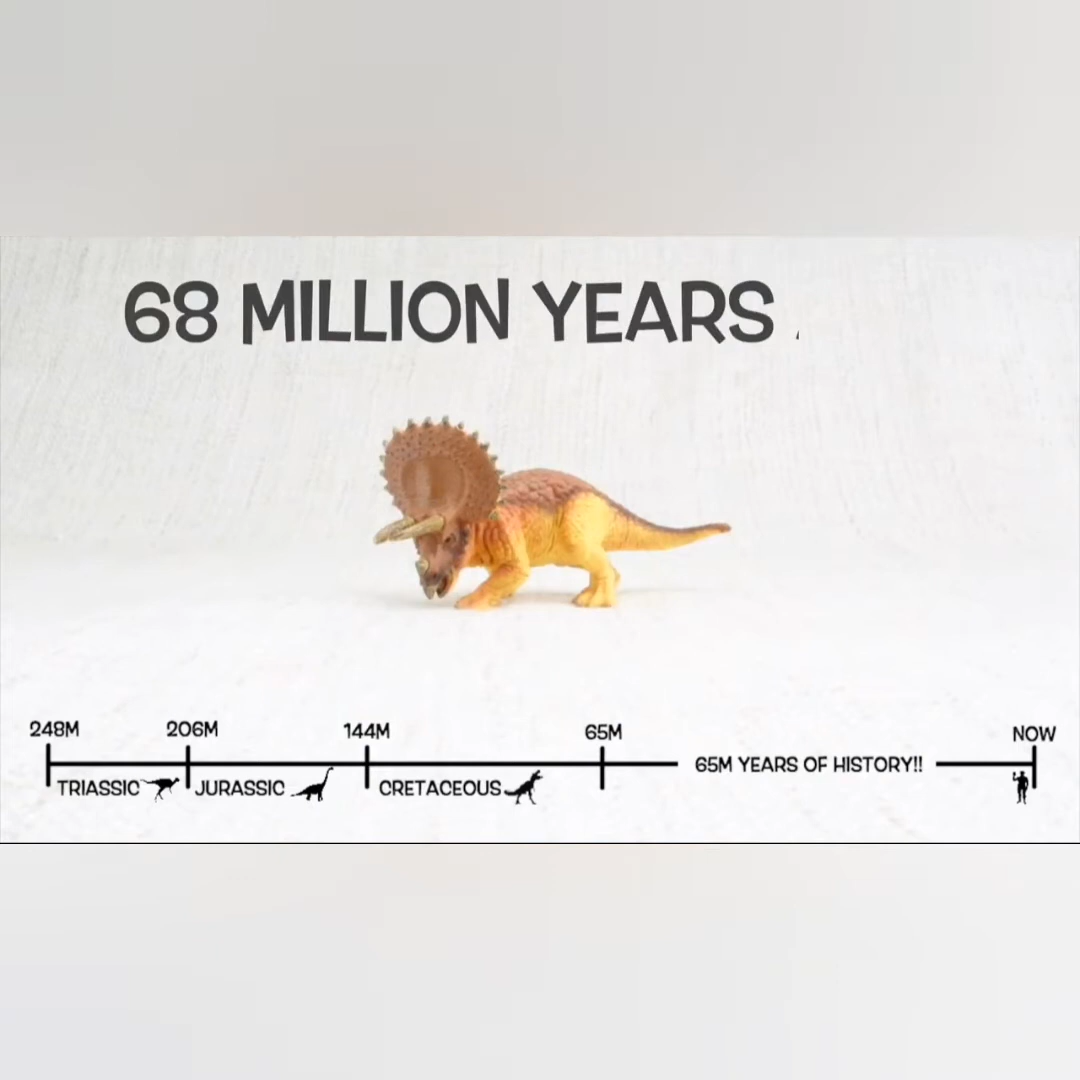 68 MILLION YEARS
248M 206M 144M 65M NOW
65M YEARS OF HISTORY!!
TRIASSIC JURASSIC CRETACEOUS